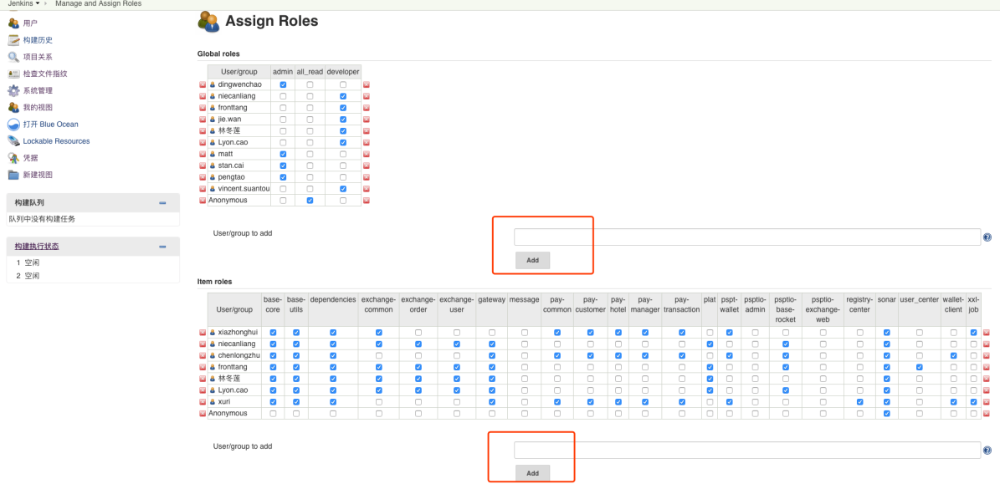 Jenkins › Manage and Assign Roles
用户
构建历史
项目关系
检查文件指纹
系统管理
我的视图
打开 Blue Ocean
Lockable Resources
凭据
新建视图
构建队列
队列中没有构建任务
构建执行状态
1 空闲
2 空闲
Assign Roles
Global roles
User/group admin all_read developer
dingwenchao
niecanliang
fronttang
jie.wan
林冬莲
Lyon.cao
matt
stan.cai
pengtao
vincent.suantou
Anonymous
User/group to add
Add
Item roles
User/group base-core base-utils dependencies exchange-common exchange-order exchange-user gateway message pay-common pay-customer pay-hotel pay-manager pay-transaction plat pspt-wallet psptio-admin psptio-base-rocket psptio-exchange-web registry-center sonar user_center wallet-client xxl-job
xiazhonghui
niecanliang
chenlongzhu
fronttang
林冬莲
Lyon.cao
xuri
Anonymous
User/group to add
Add